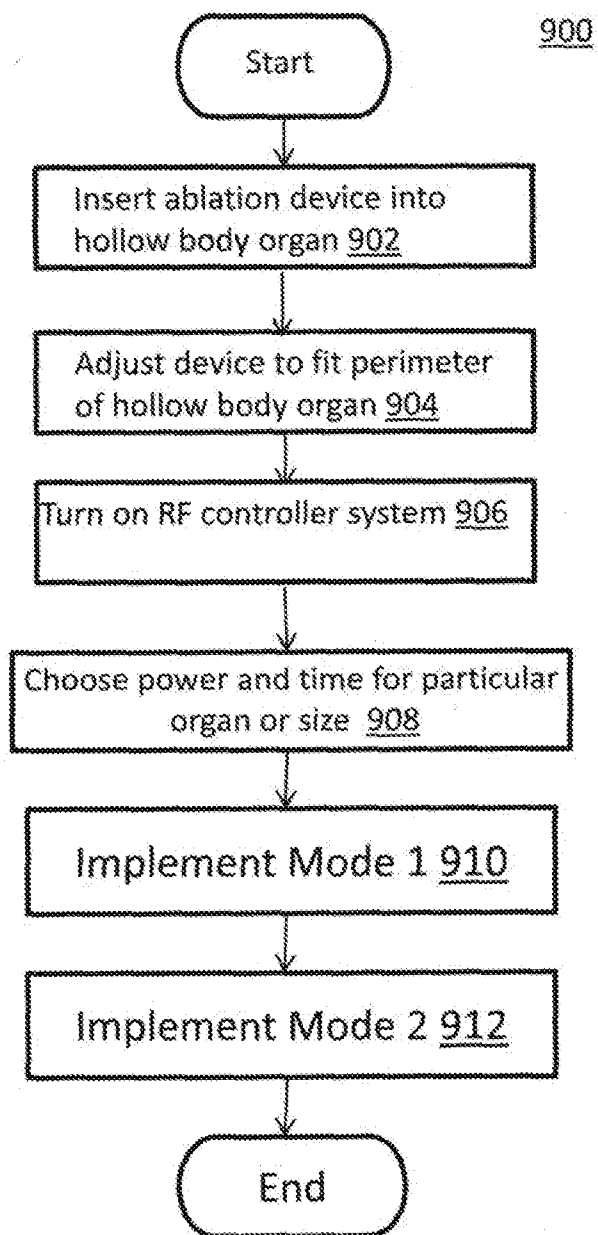 900
Start
Insert ablation device into
hollow body organ 902
Adjust device to fit perimeter
of hollow body organ 904
Turn on RF controller system 906
Choose power and time for particular
organ or size 908
Implement Mode 1 910
Implement Mode 2 912
End